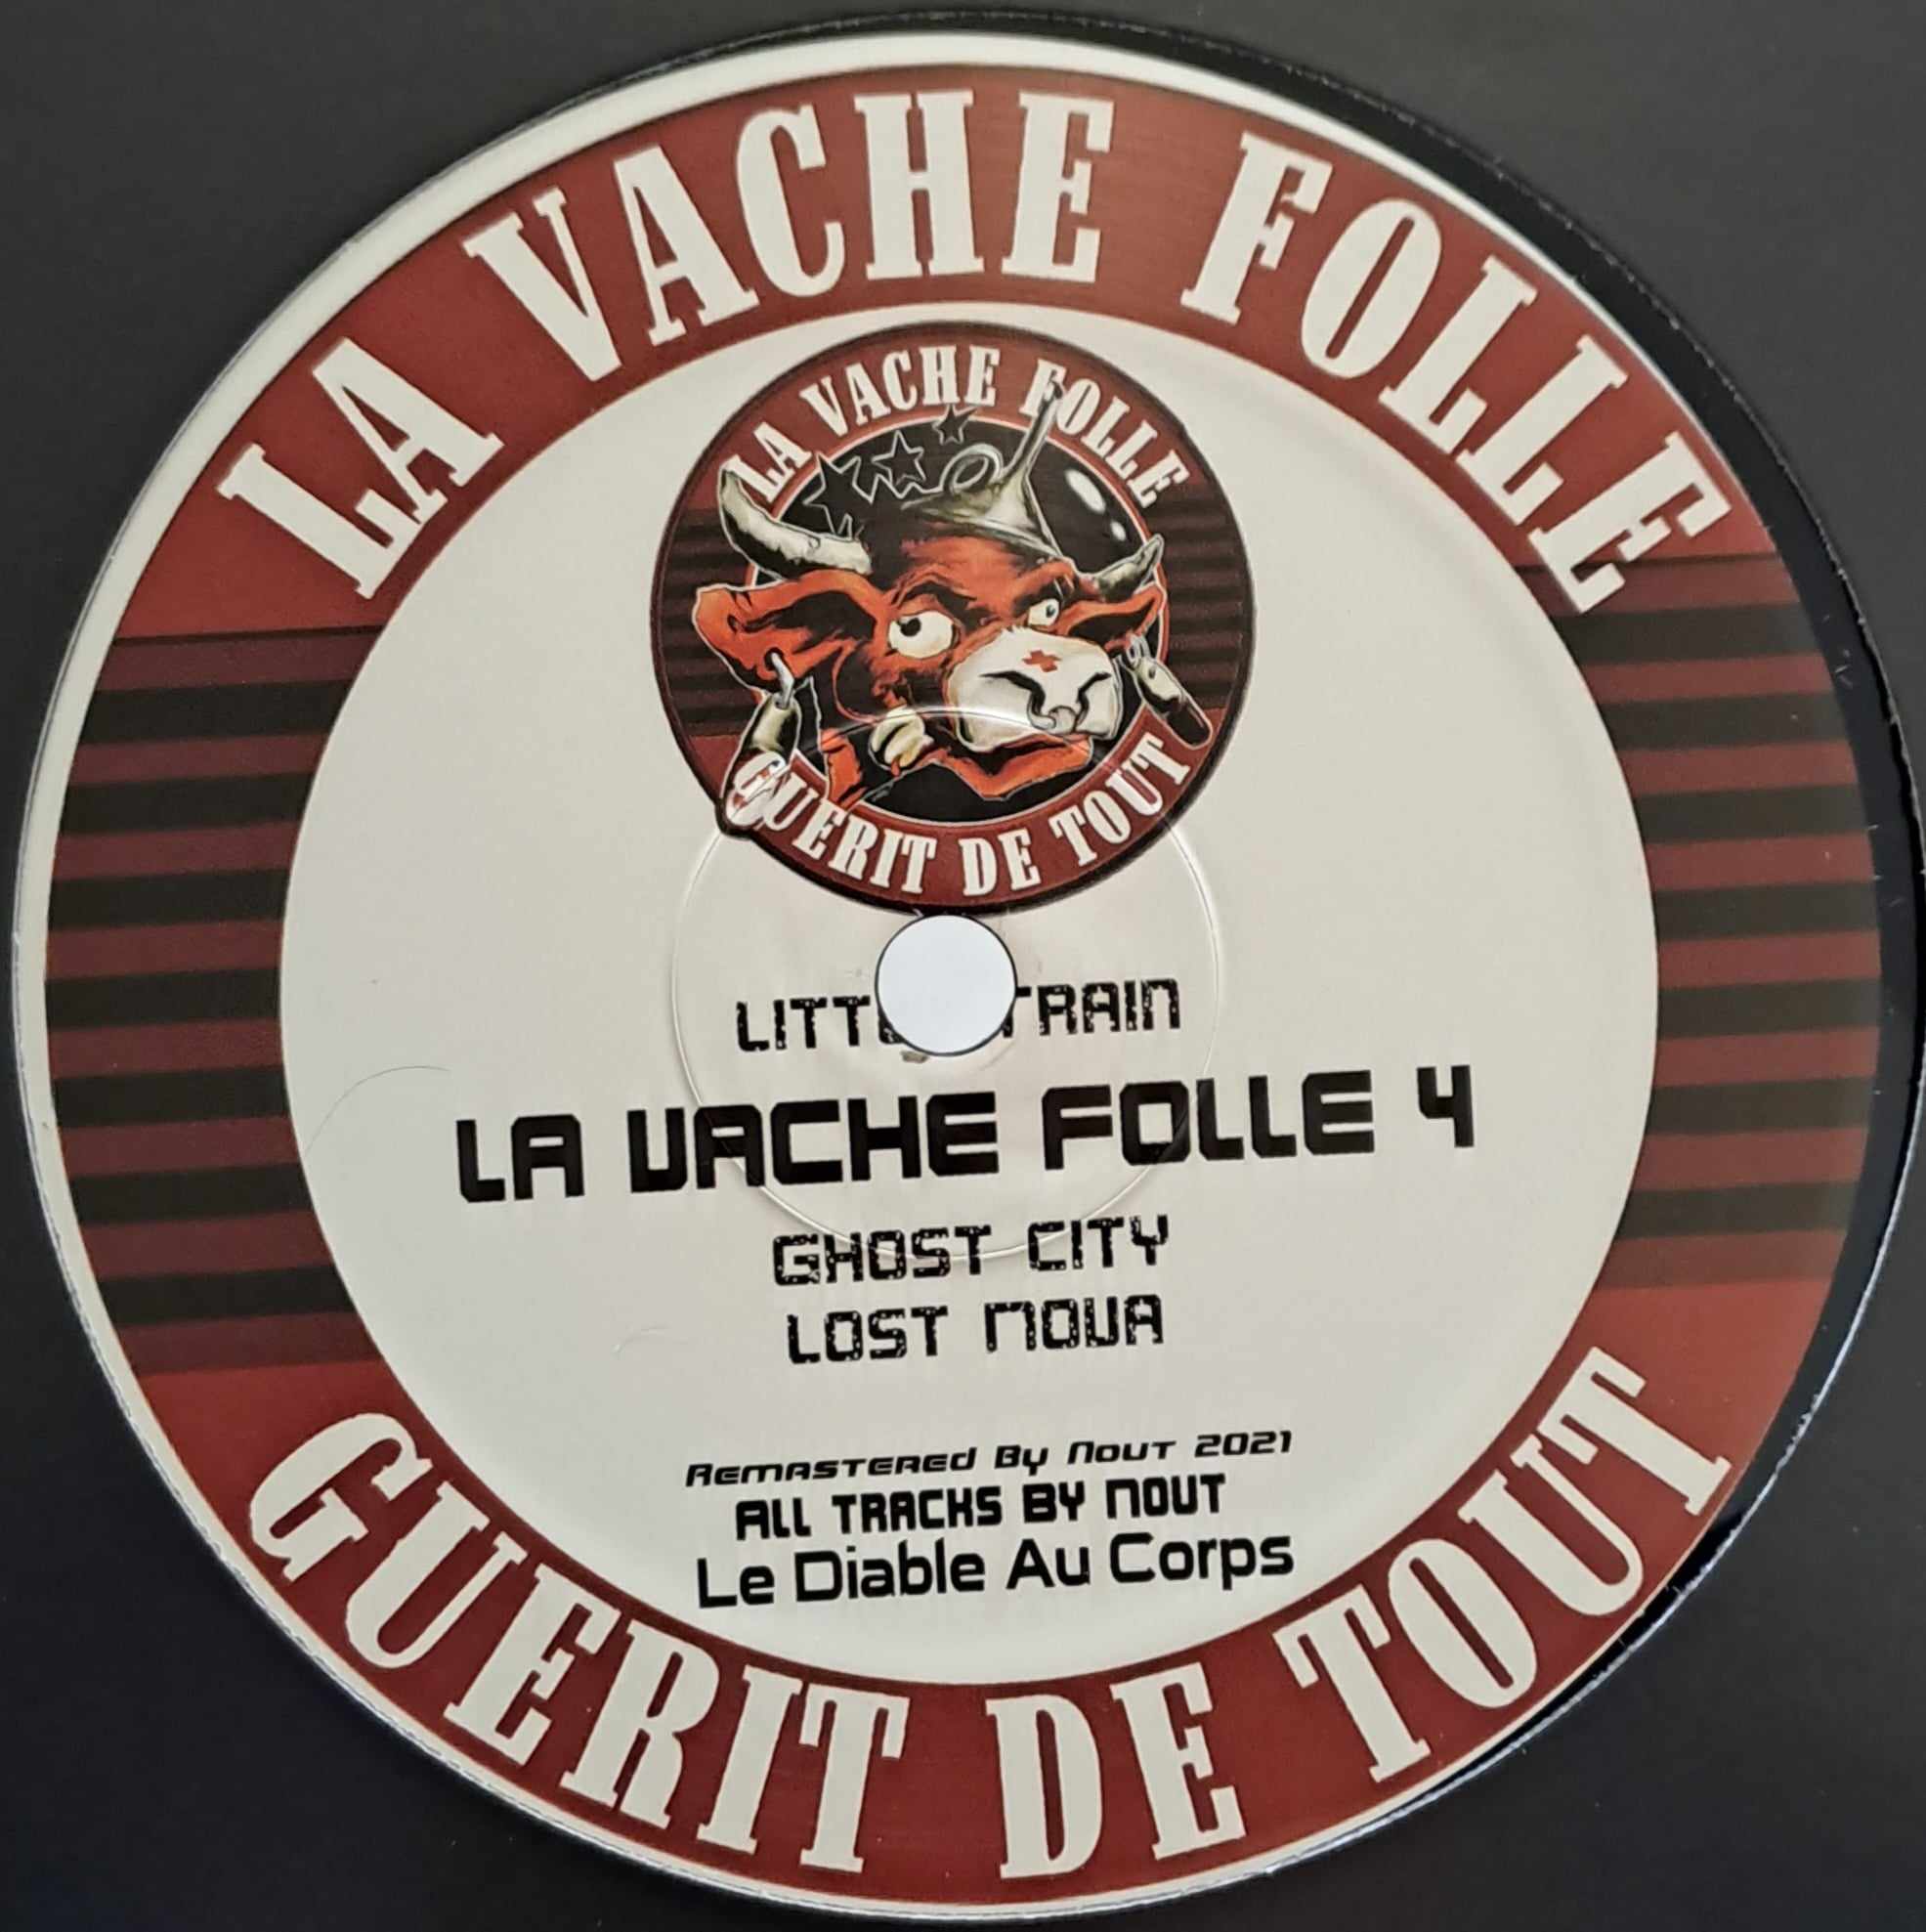 LA VACHE FOLLE
LA VACHE FOLLE
GUERIT DE TOUT
TRAIN
LA VACHE FOLLE 4
GHOST CITY
LOST NOVA
Remastered By Nout 2021
ALL TRACKS BY NOUT
Le Diable Au Corps
GUERIT DE TOUT